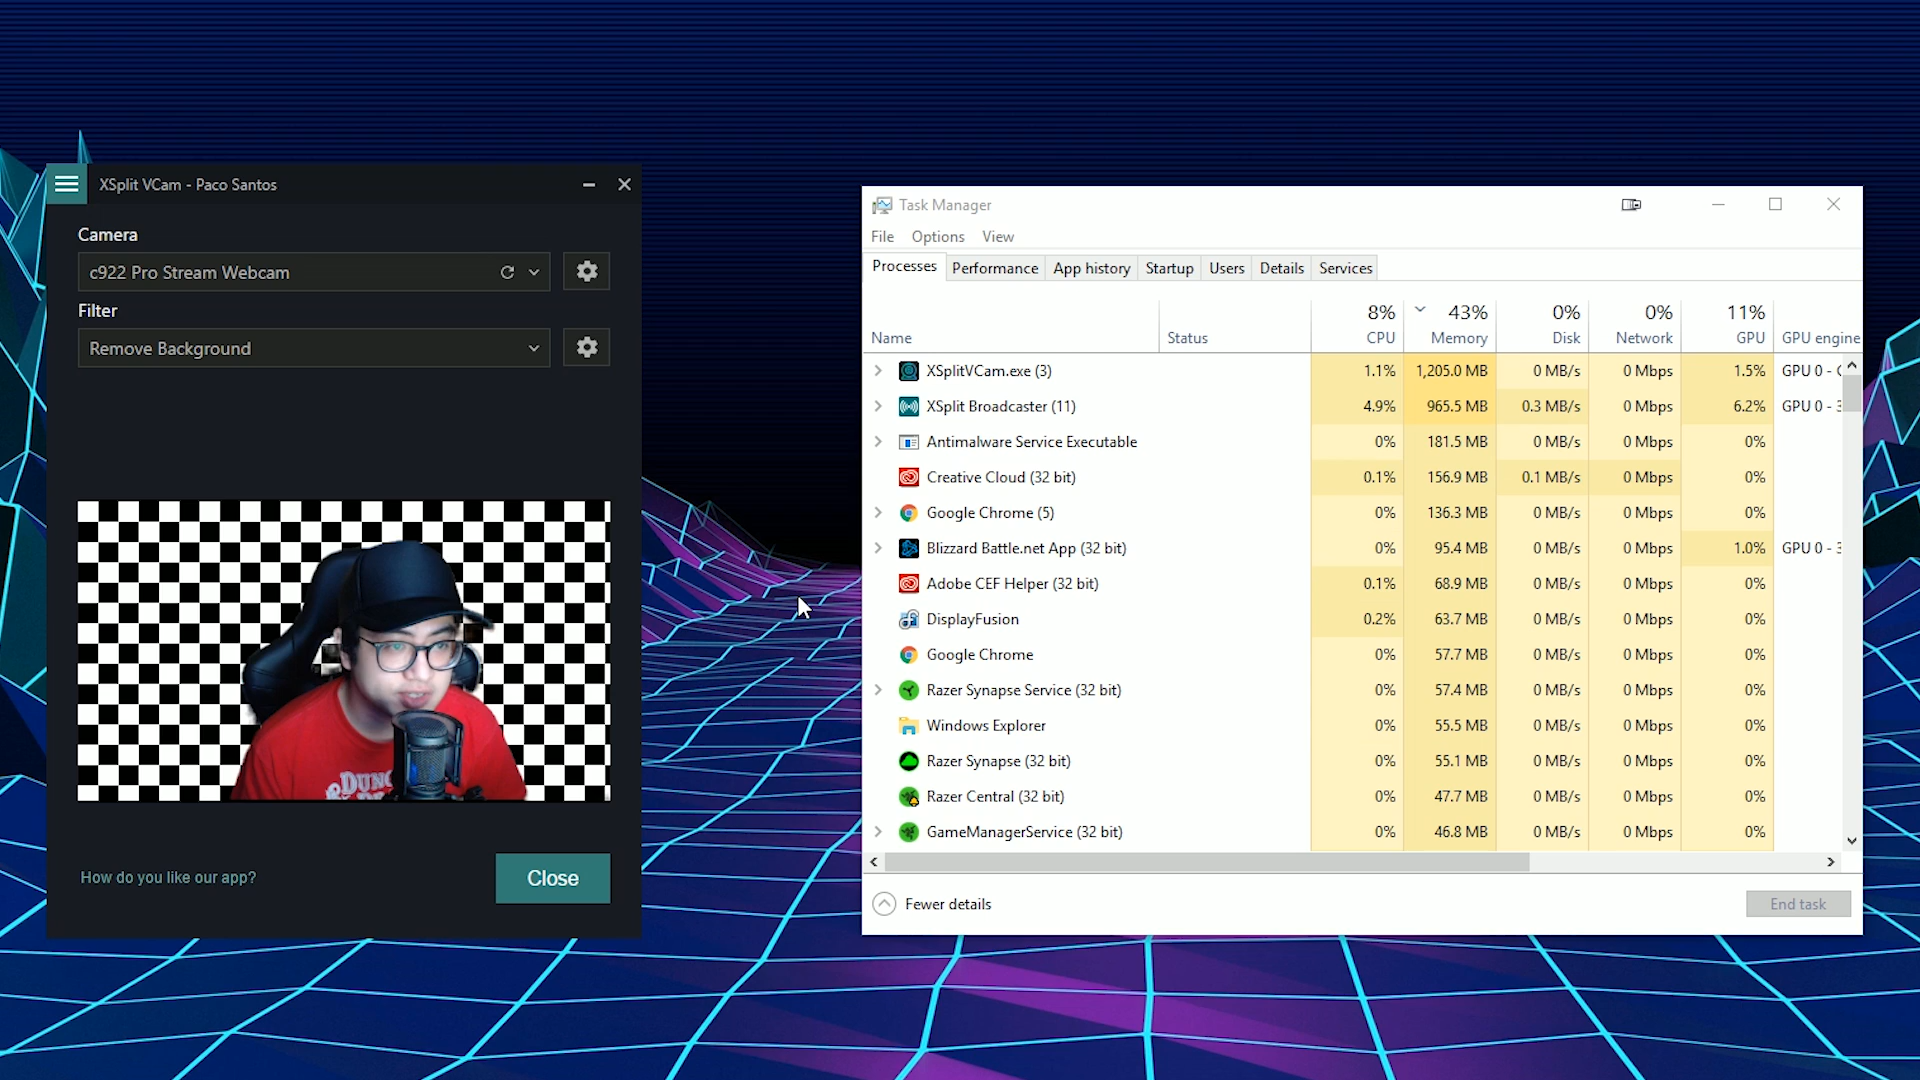 XSplit VCam - Paco Santos
Camera
c922 Pro Stream Webcam
Filter
Remove Background
How do you like our app?
Close
Task Manager
File Options View
Processes Performance App history Startup Users Details Services
8% 43% 0% 0% 11%
Name Status CPU Memory Disk Network GPU GPU engine
XSplitVCam.exe (3) 1.1% 1,205.0 MB 0 MB/s 0 Mbps 1.5% GPU 0 -
XSplit Broadcaster (11) 4.9% 965.5 MB 0.3 MB/s 0 Mbps 6.2% GPU 0 - 3
Antimalware Service Executable 0% 181.5 MB 0 MB/s 0 Mbps 0%
Creative Cloud (32 bit) 0.1% 156.9 MB 0.1 MB/s 0 Mbps 0%
Google Chrome (5) 0% 136.3 MB 0 MB/s 0 Mbps 0%
Blizzard Battle.net App (32 bit) 0% 95.4 MB 0 MB/s 0 Mbps 1.0% GPU 0 - 3
Adobe CEF Helper (32 bit) 0.1% 68.9 MB 0 MB/s 0 Mbps 0%
DisplayFusion 0.2% 63.7 MB 0 MB/s 0 Mbps 0%
Google Chrome 0% 57.7 MB 0 MB/s 0 Mbps 0%
Razer Synapse Service (32 bit) 0% 57.4 MB 0 MB/s 0 Mbps 0%
Windows Explorer 0% 55.5 MB 0 MB/s 0 Mbps 0%
Razer Synapse (32 bit) 0% 55.1 MB 0 MB/s 0 Mbps 0%
Razer Central (32 bit) 0% 47.7 MB 0 MB/s 0 Mbps 0%
GameManagerService (32 bit) 0% 46.8 MB 0 MB/s 0 Mbps 0%
Fewer details
End task